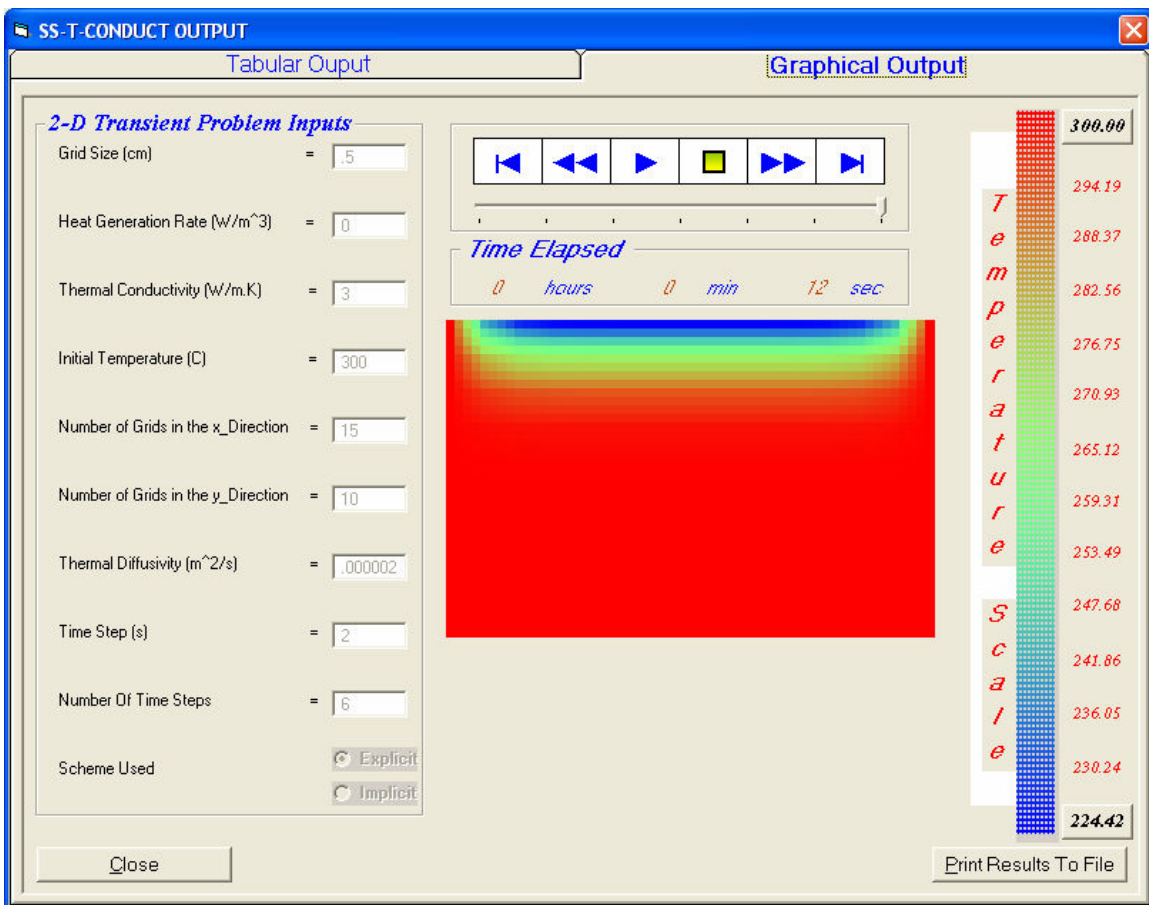 SS-T-CONDUCT OUTPUT
Tabular Ouput
Graphical Output
2-D Transient Problem Inputs
Grid Size (cm) = .5
Heat Generation Rate (W/m^3) = 0
Thermal Conductivity (W/m.K) = 3
Initial Temperature (C) = 300
Number of Grids in the x_Direction = 15
Number of Grids in the y_Direction = 10
Thermal Diffusivity (m^2/s) = .000002
Time Step (s) = 2
Number Of Time Steps = 6
Scheme Used
Explicit
Implicit
Close
Time Elapsed
0 hours 0 min 12 sec
Temperature
Scale
300.00
294.19
288.37
282.56
276.75
270.93
265.12
259.31
253.49
247.68
241.86
236.05
230.24
224.42
Print Results To File